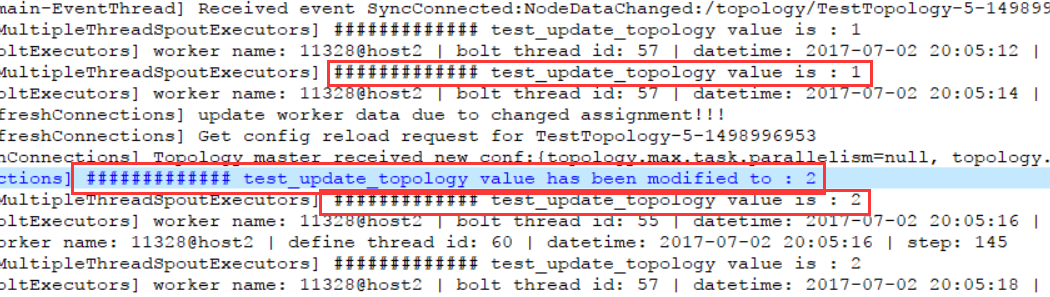 main-EventThread] Received event SyncConnected:NodeDataChanged:/topology/TestTopology-5-1498999
MultipleThreadSpoutExecutors] ############# test_update_topology value is : 1
oltExecutors] worker name: 11328@host2 | bolt thread id: 57 | datetime: 2017-07-02 20:05:12 |
MultipleThreadSpoutExecutors] ############# test_update_topology value is : 1
oltExecutors] worker name: 11328@host2 | bolt thread id: 57 | datetime: 2017-07-02 20:05:14 |
freshConnections] update worker data due to changed assignment!!!
freshConnections] Get config reload request for TestTopology-5-1498996953
hConnections] Topology master received new conf:{topology.max.task.parallelism=null, topology.
ctions] ############# test_update_topology value has been modified to : 2
MultipleThreadSpoutExecutors] ############# test_update_topology value is : 2
oltExecutors] worker name: 11328@host2 | bolt thread id: 55 | datetime: 2017-07-02 20:05:16 |
orker name: 11328@host2 | define thread id: 60 | datetime: 2017-07-02 20:05:16 | step: 145
MultipleThreadSpoutExecutors] ############# test_update_topology value is : 2
oltExecutors] worker name: 11328@host2 | bolt thread id: 57 | datetime: 2017-07-02 20:05:18 |